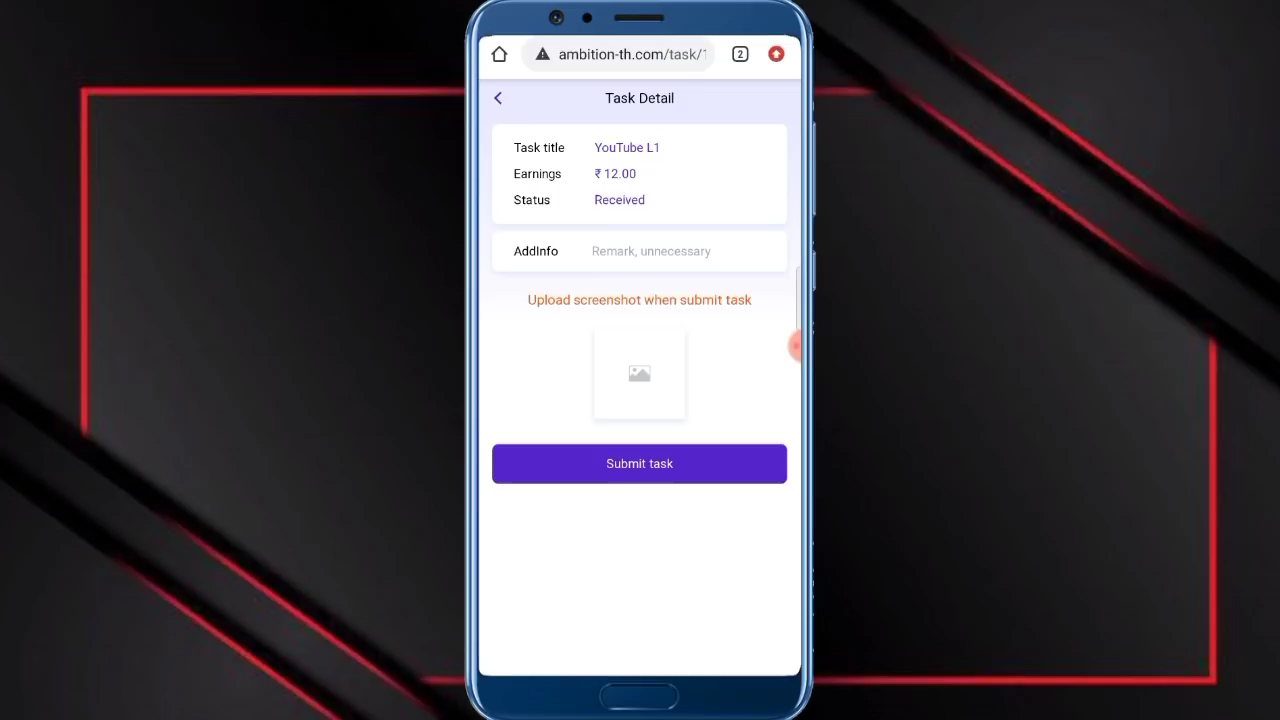 ambition-th.com/task/1
2
Task Detail
Task title YouTube L1
Earnings ₹ 12.00
Status Received
AddInfo Remark, unnecessary
Upload screenshot when submit task
Submit task